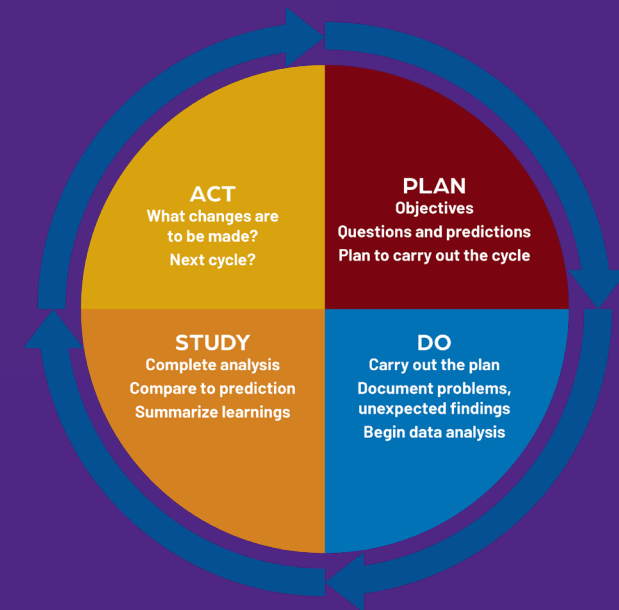 ACT
What changes are
to be made?
Next cycle?
PLAN
Objectives
Questions and predictions
Plan to carry out the cycle
STUDY
Complete analysis
Compare to prediction
Summarize learnings
DO
Carry out the plan
Document problems,
unexpected findings
Begin data analysis